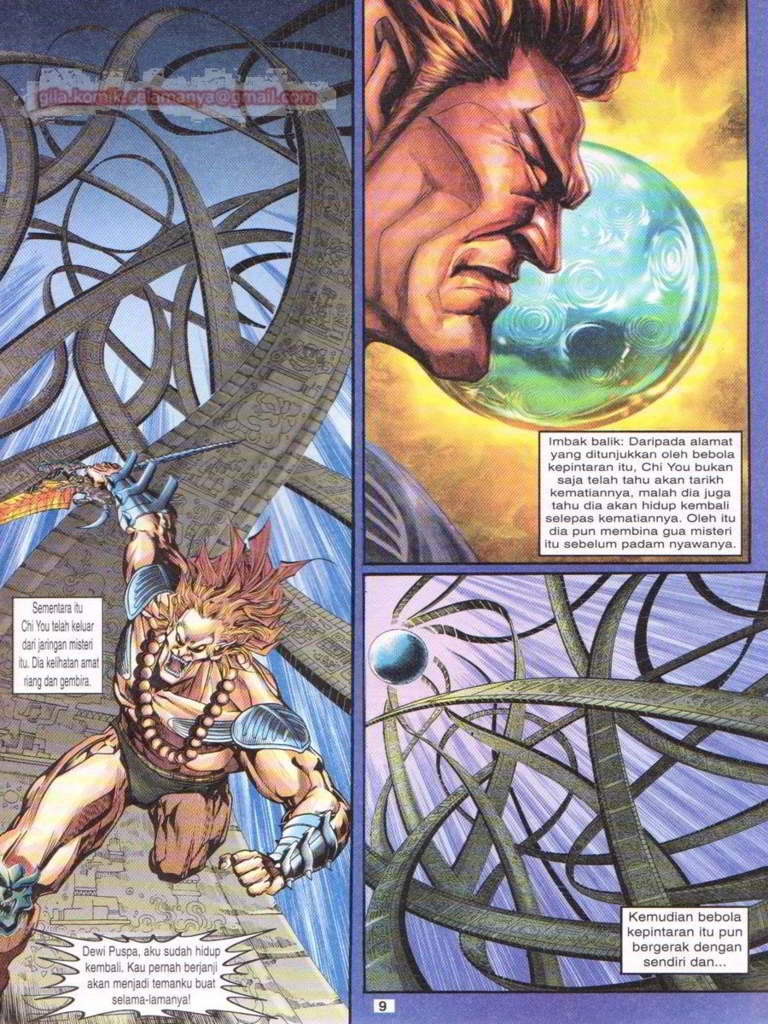 gila.komik.selamanya@gmail.com
Sementara itu
Chi You telah keluar
dari jaringan misteri
itu. Dia kelihatan amat
riang dan gembira.
Dewi Puspa, aku sudah hidup
kembali. Kau pernah berjanji
akan menjadi temanku buat
selama-lamanya!
Imbak balik: Daripada alamat
yang ditunjukkan oleh bebola
kepintaran itu, Chi You bukan
saja telah tahu akan tarikh
kematiannya, malah dia juga
tahu dia akan hidup kembali
selepas kematiannya. Oleh itu
dia pun membina gua misteri
itu sebelum padam nyawanya.
Kemudian bebola
kepintaran itu pun
bergerak dengan
sendiri dan...
9